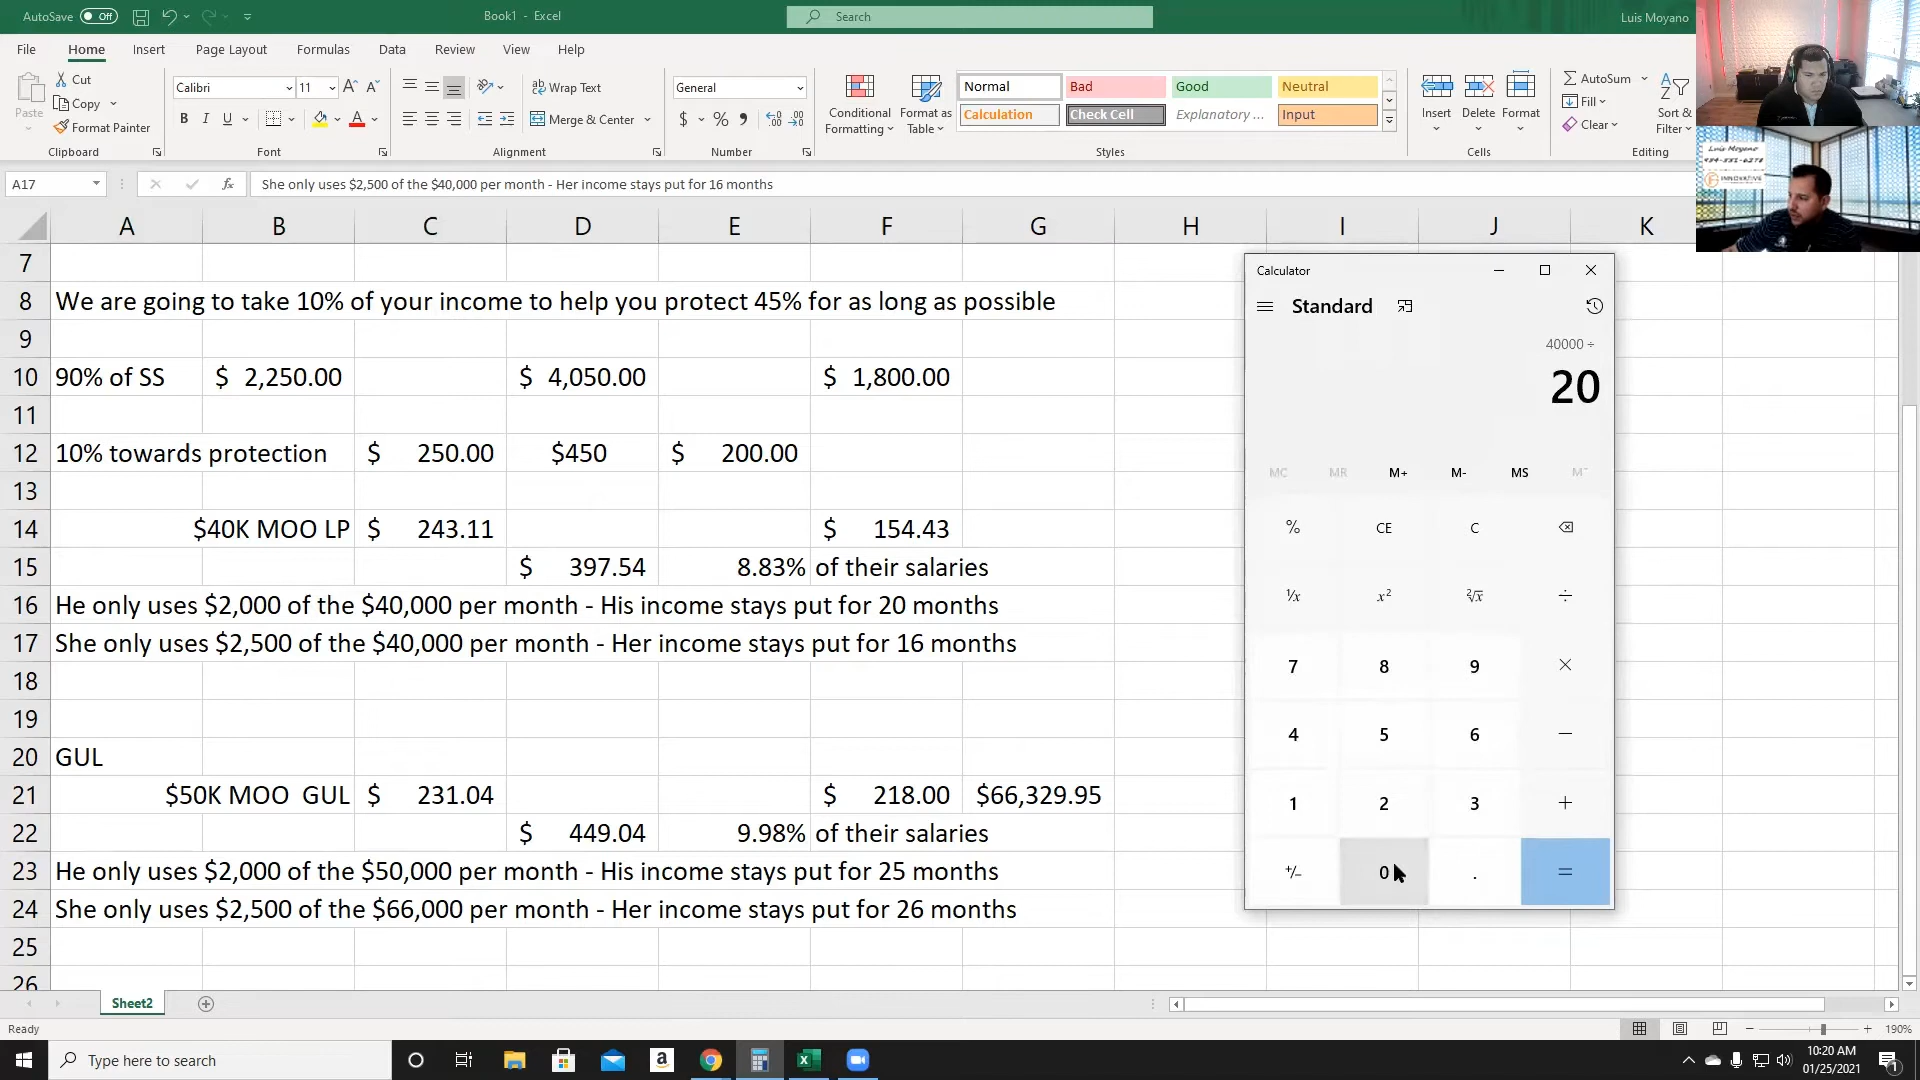 AutoSave Off
Book1 - Excel
Search
Luis Moyano
File Home Insert Page Layout Formulas Data Review View Help
Paste
Cut
Copy
Format Painter
Clipboard
Calibri 11
B I U
Font
Wrap Text
Merge & Center
Alignment
General
$ % ,
Number
Conditional Formatting
Format as Table
Normal Bad Good Neutral
Calculation Check Cell Explanatory ... Input
Styles
Insert Delete Format
Cells
AutoSum
Fill
Clear
Sort & Filter
Editing
Luis Moyano
INNOVATIVE
A17
fx
She only uses $2,500 of the $40,000 per month - Her income stays put for 16 months
A B C D E F G H I J K
7
8 We are going to take 10% of your income to help you protect 45% for as long as possible
9
10 90% of SS $ 2,250.00 $ 4,050.00 $ 1,800.00
11
12 10% towards protection $ 250.00 $450 $ 200.00
13
14 $40K MOO LP $ 243.11 $ 154.43
15 $ 397.54 8.83% of their salaries
16 He only uses $2,000 of the $40,000 per month - His income stays put for 20 months
17 She only uses $2,500 of the $40,000 per month - Her income stays put for 16 months
18
19
20 GUL
21 $50K MOO GUL $ 231.04 $ 218.00 $66,329.95
22 $ 449.04 9.98% of their salaries
23 He only uses $2,000 of the $50,000 per month - His income stays put for 25 months
24 She only uses $2,500 of the $66,000 per month - Her income stays put for 26 months
25
26
Calculator
Standard
40000 ÷
20
MC MR M+ M- MS M˅
% CE C
¹/x x² ²√x ÷
7 8 9 ×
4 5 6 −
1 2 3 +
+/− 0 . =
Sheet2
Ready
190%
Type here to search
10:20 AM
01/25/2021
1